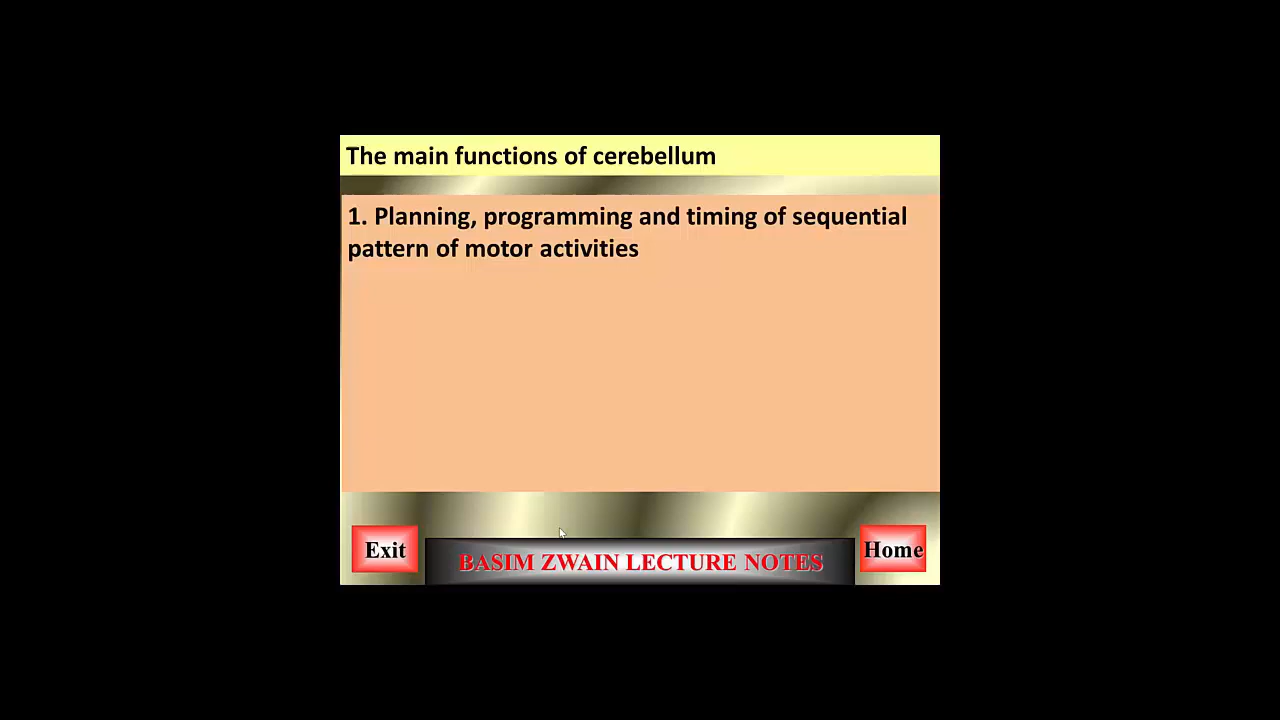 The main functions of cerebellum
1. Planning, programming and timing of sequential
pattern of motor activities
Exit
BASIM ZWAIN LECTURE NOTES
Home